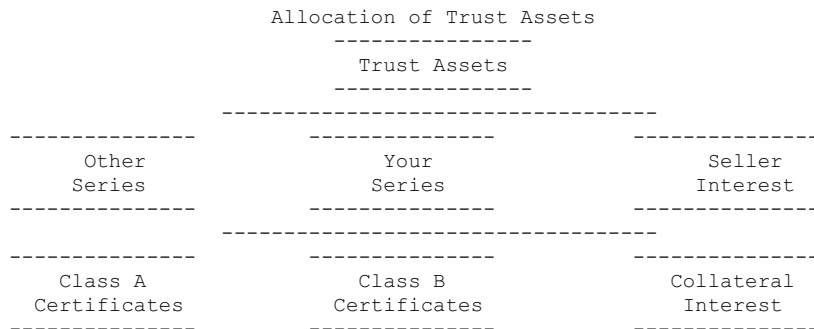 Allocation of Trust Assets
----------------
Trust Assets
----------------
-----------------------------------
--------------- --------------- ---------------
Other Your Seller
Series Series Interest
--------------- --------------- ---------------
-----------------------------------
--------------- --------------- ---------------
Class A Class B Collateral
Certificates Certificates Interest
--------------- --------------- ---------------